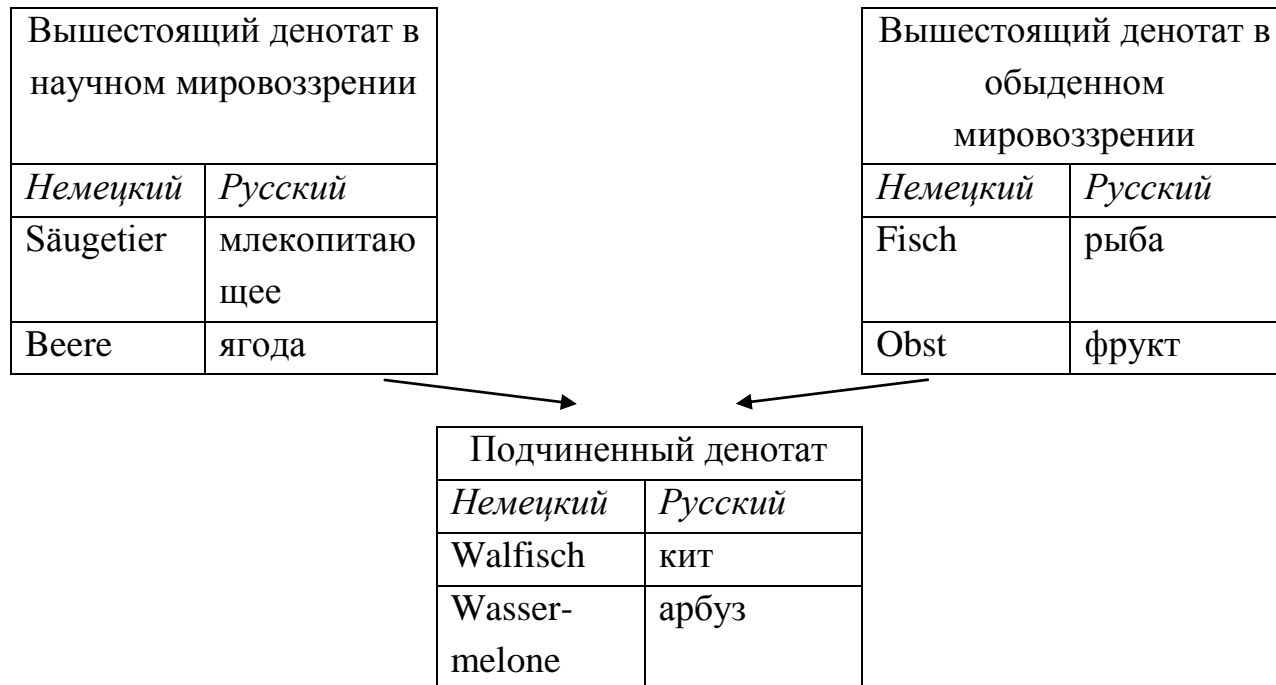 Вышестоящий денотат в
научном мировоззрении
Немецкий Русский
Säugetier млекопитаю
щее
Beere ягода
Вышестоящий денотат в
обыденном
мировоззрении
Немецкий Русский
Fisch рыба
Obst фрукт
Подчиненный денотат
Немецкий Русский
Walfisch кит
Wasser- арбуз
melone